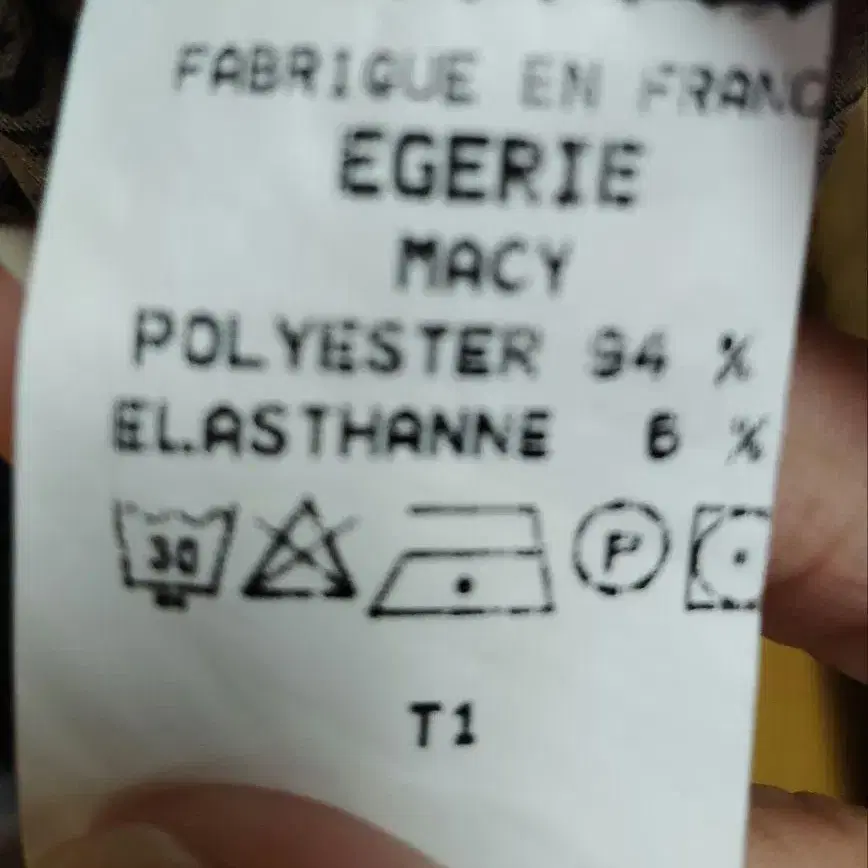 FABRIQUE EN FRANC
EGERIE
MACY
POLYESTER 94 %
ELASTHANNE 6 %
30
P
T1